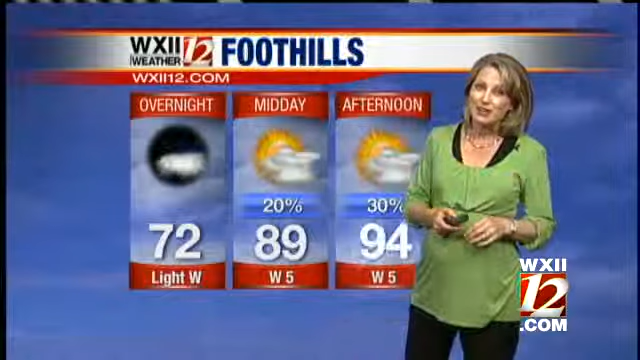 WXII 12 FOOTHILLS
WEATHER
WXII12.COM
OVERNIGHT MIDDAY AFTERNOON
20% 30%
72 89 94
Light W W 5 W 5
WXII
12
.COM